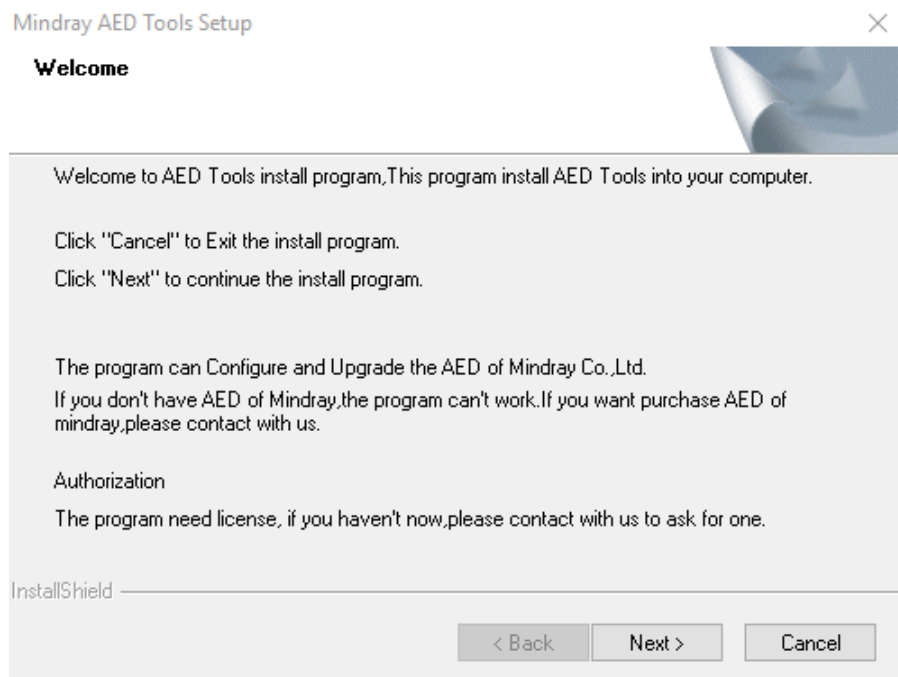 Mindray AED Tools Setup
Welcome
Welcome to AED Tools install program,This program install AED Tools into your computer.
Click "Cancel" to Exit the install program.
Click "Next" to continue the install program.
The program can Configure and Upgrade the AED of Mindray Co.,Ltd.
If you don't have AED of Mindray,the program can't work.If you want purchase AED of
mindray,please contact with us.
Authorization
The program need license, if you haven't now,please contact with us to ask for one.
InstallShield
< Back
Next >
Cancel